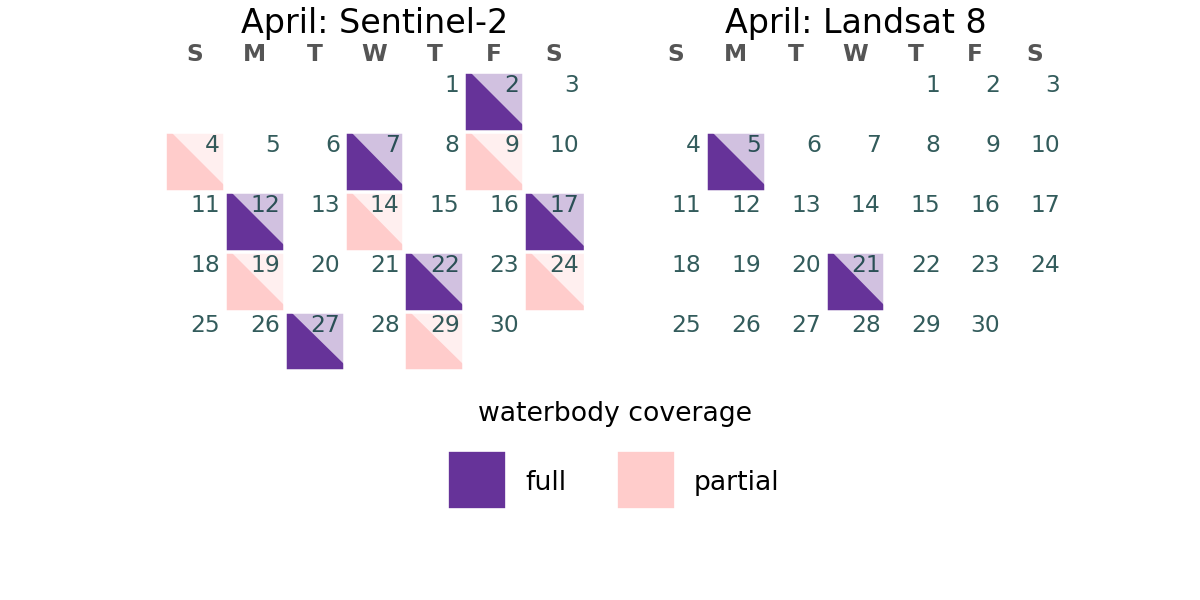 April: Sentinel-2
S M T W T F S
1 2 3
4 5 6 7 8 9 10
11 12 13 14 15 16 17
18 19 20 21 22 23 24
25 26 27 28 29 30
April: Landsat 8
S M T W T F S
1 2 3
4 5 6 7 8 9 10
11 12 13 14 15 16 17
18 19 20 21 22 23 24
25 26 27 28 29 30
waterbody coverage
full partial